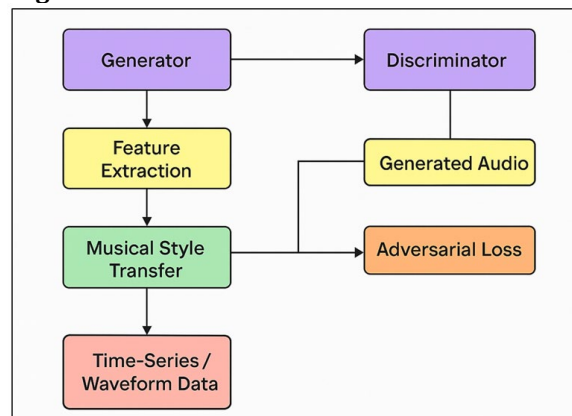 Generator
Discriminator
Feature
Extraction
Generated Audio
Musical Style
Transfer
Adversarial Loss
Time-Series /
Waveform Data